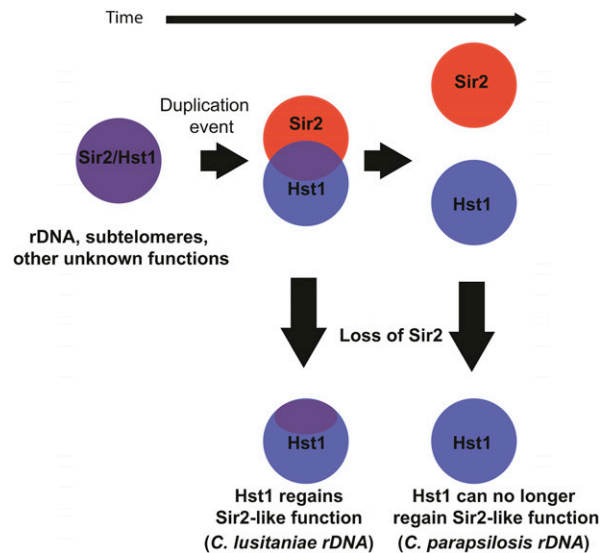 Time
Duplication
event
Sir2/Hst1
Sir2
Hst1
Sir2
Hst1
rDNA, subtelomeres,
other unknown functions
Loss of Sir2
Hst1
Hst1
Hst1 regains
Sir2-like function
(C. lusitaniae rDNA)
Hst1 can no longer
regain Sir2-like function
(C. parapsilosis rDNA)